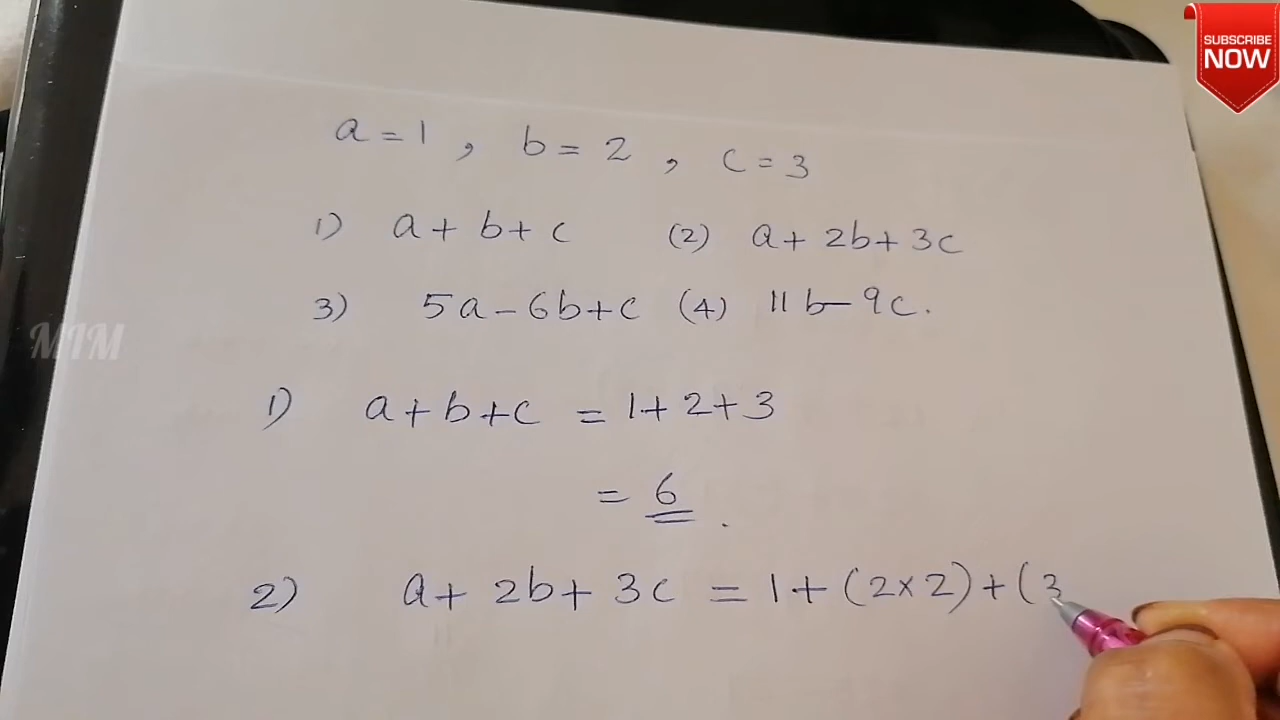 SUBSCRIBE
NOW
a = 1 , b = 2 , c = 3
1) a + b + c (2) a + 2b + 3c
3) 5a - 6b + c (4) 11b - 9c.
MIM
1) a + b + c = 1 + 2 + 3
= 6 .
2) a + 2b + 3c = 1 + (2 × 2) + (3